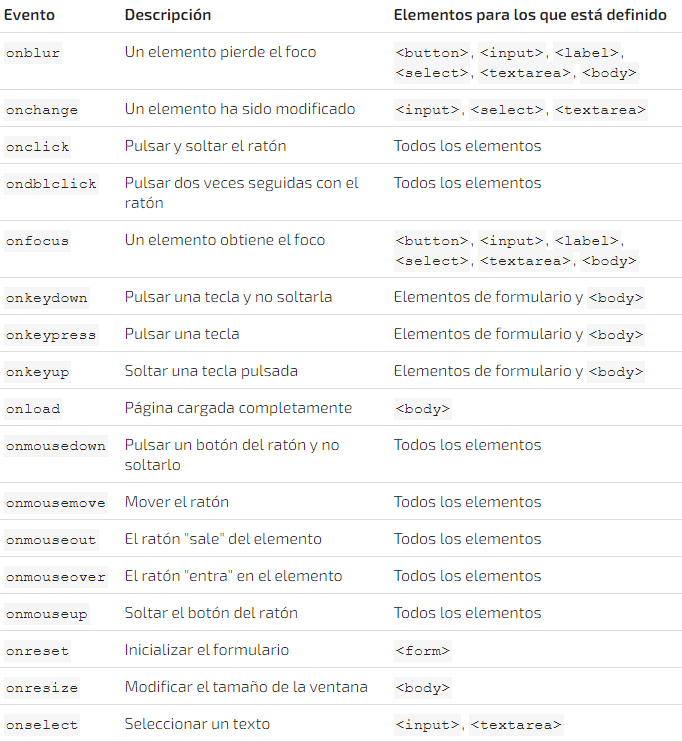 Evento Descripción Elementos para los que está definido
onblur Un elemento pierde el foco <button>, <input>, <label>,
<select>, <textarea>, <body>
onchange Un elemento ha sido modificado <input>, <select>, <textarea>
onclick Pulsar y soltar el ratón Todos los elementos
ondblclick Pulsar dos veces seguidas con el Todos los elementos
ratón
onfocus Un elemento obtiene el foco <button>, <input>, <label>,
<select>, <textarea>, <body>
onkeydown Pulsar una tecla y no soltarla Elementos de formulario y <body>
onkeypress Pulsar una tecla Elementos de formulario y <body>
onkeyup Soltar una tecla pulsada Elementos de formulario y <body>
onload Página cargada completamente <body>
onmousedown Pulsar un botón del ratón y no Todos los elementos
soltarlo
onmousemove Mover el ratón Todos los elementos
onmouseout El ratón "sale" del elemento Todos los elementos
onmouseover El ratón "entra" en el elemento Todos los elementos
onmouseup Soltar el botón del ratón Todos los elementos
onreset Inicializar el formulario <form>
onresize Modificar el tamaño de la ventana <body>
onselect Seleccionar un texto <input>, <textarea>